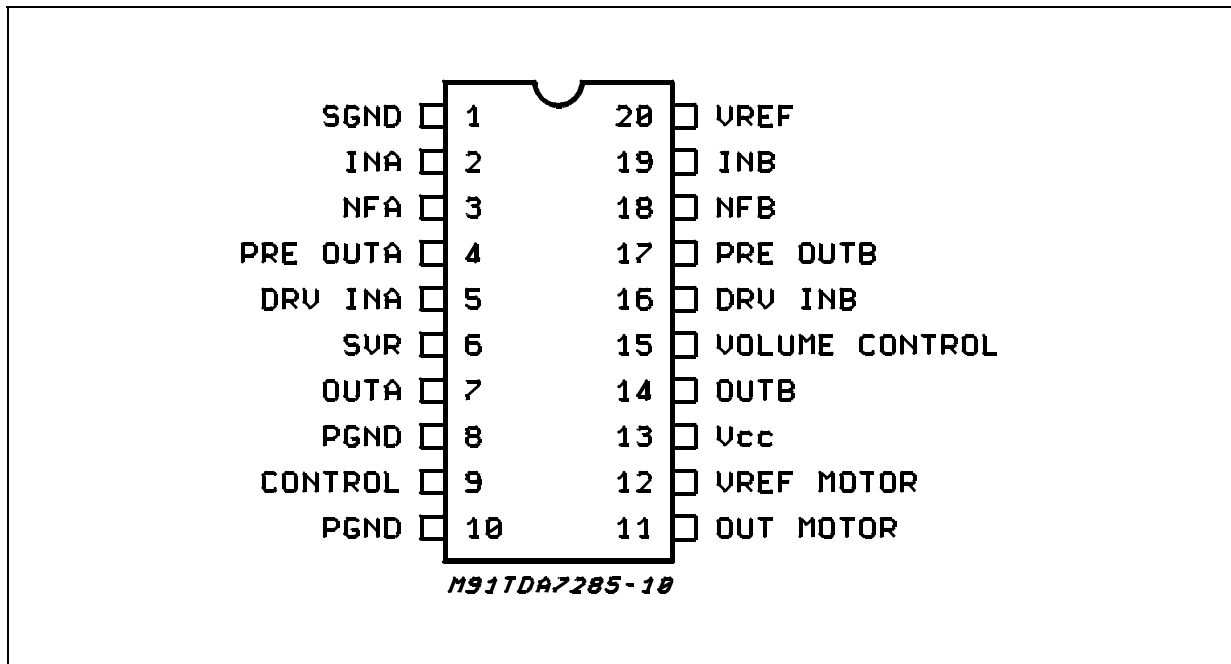 SGND 1 20 VREF
INA 2 19 INB
NFA 3 18 NFB
PRE OUTA 4 17 PRE OUTB
DRV INA 5 16 DRV INB
SVR 6 15 VOLUME CONTROL
OUTA 7 14 OUTB
PGND 8 13 Vcc
CONTROL 9 12 VREF MOTOR
PGND 10 11 OUT MOTOR
M91TDA7285-10